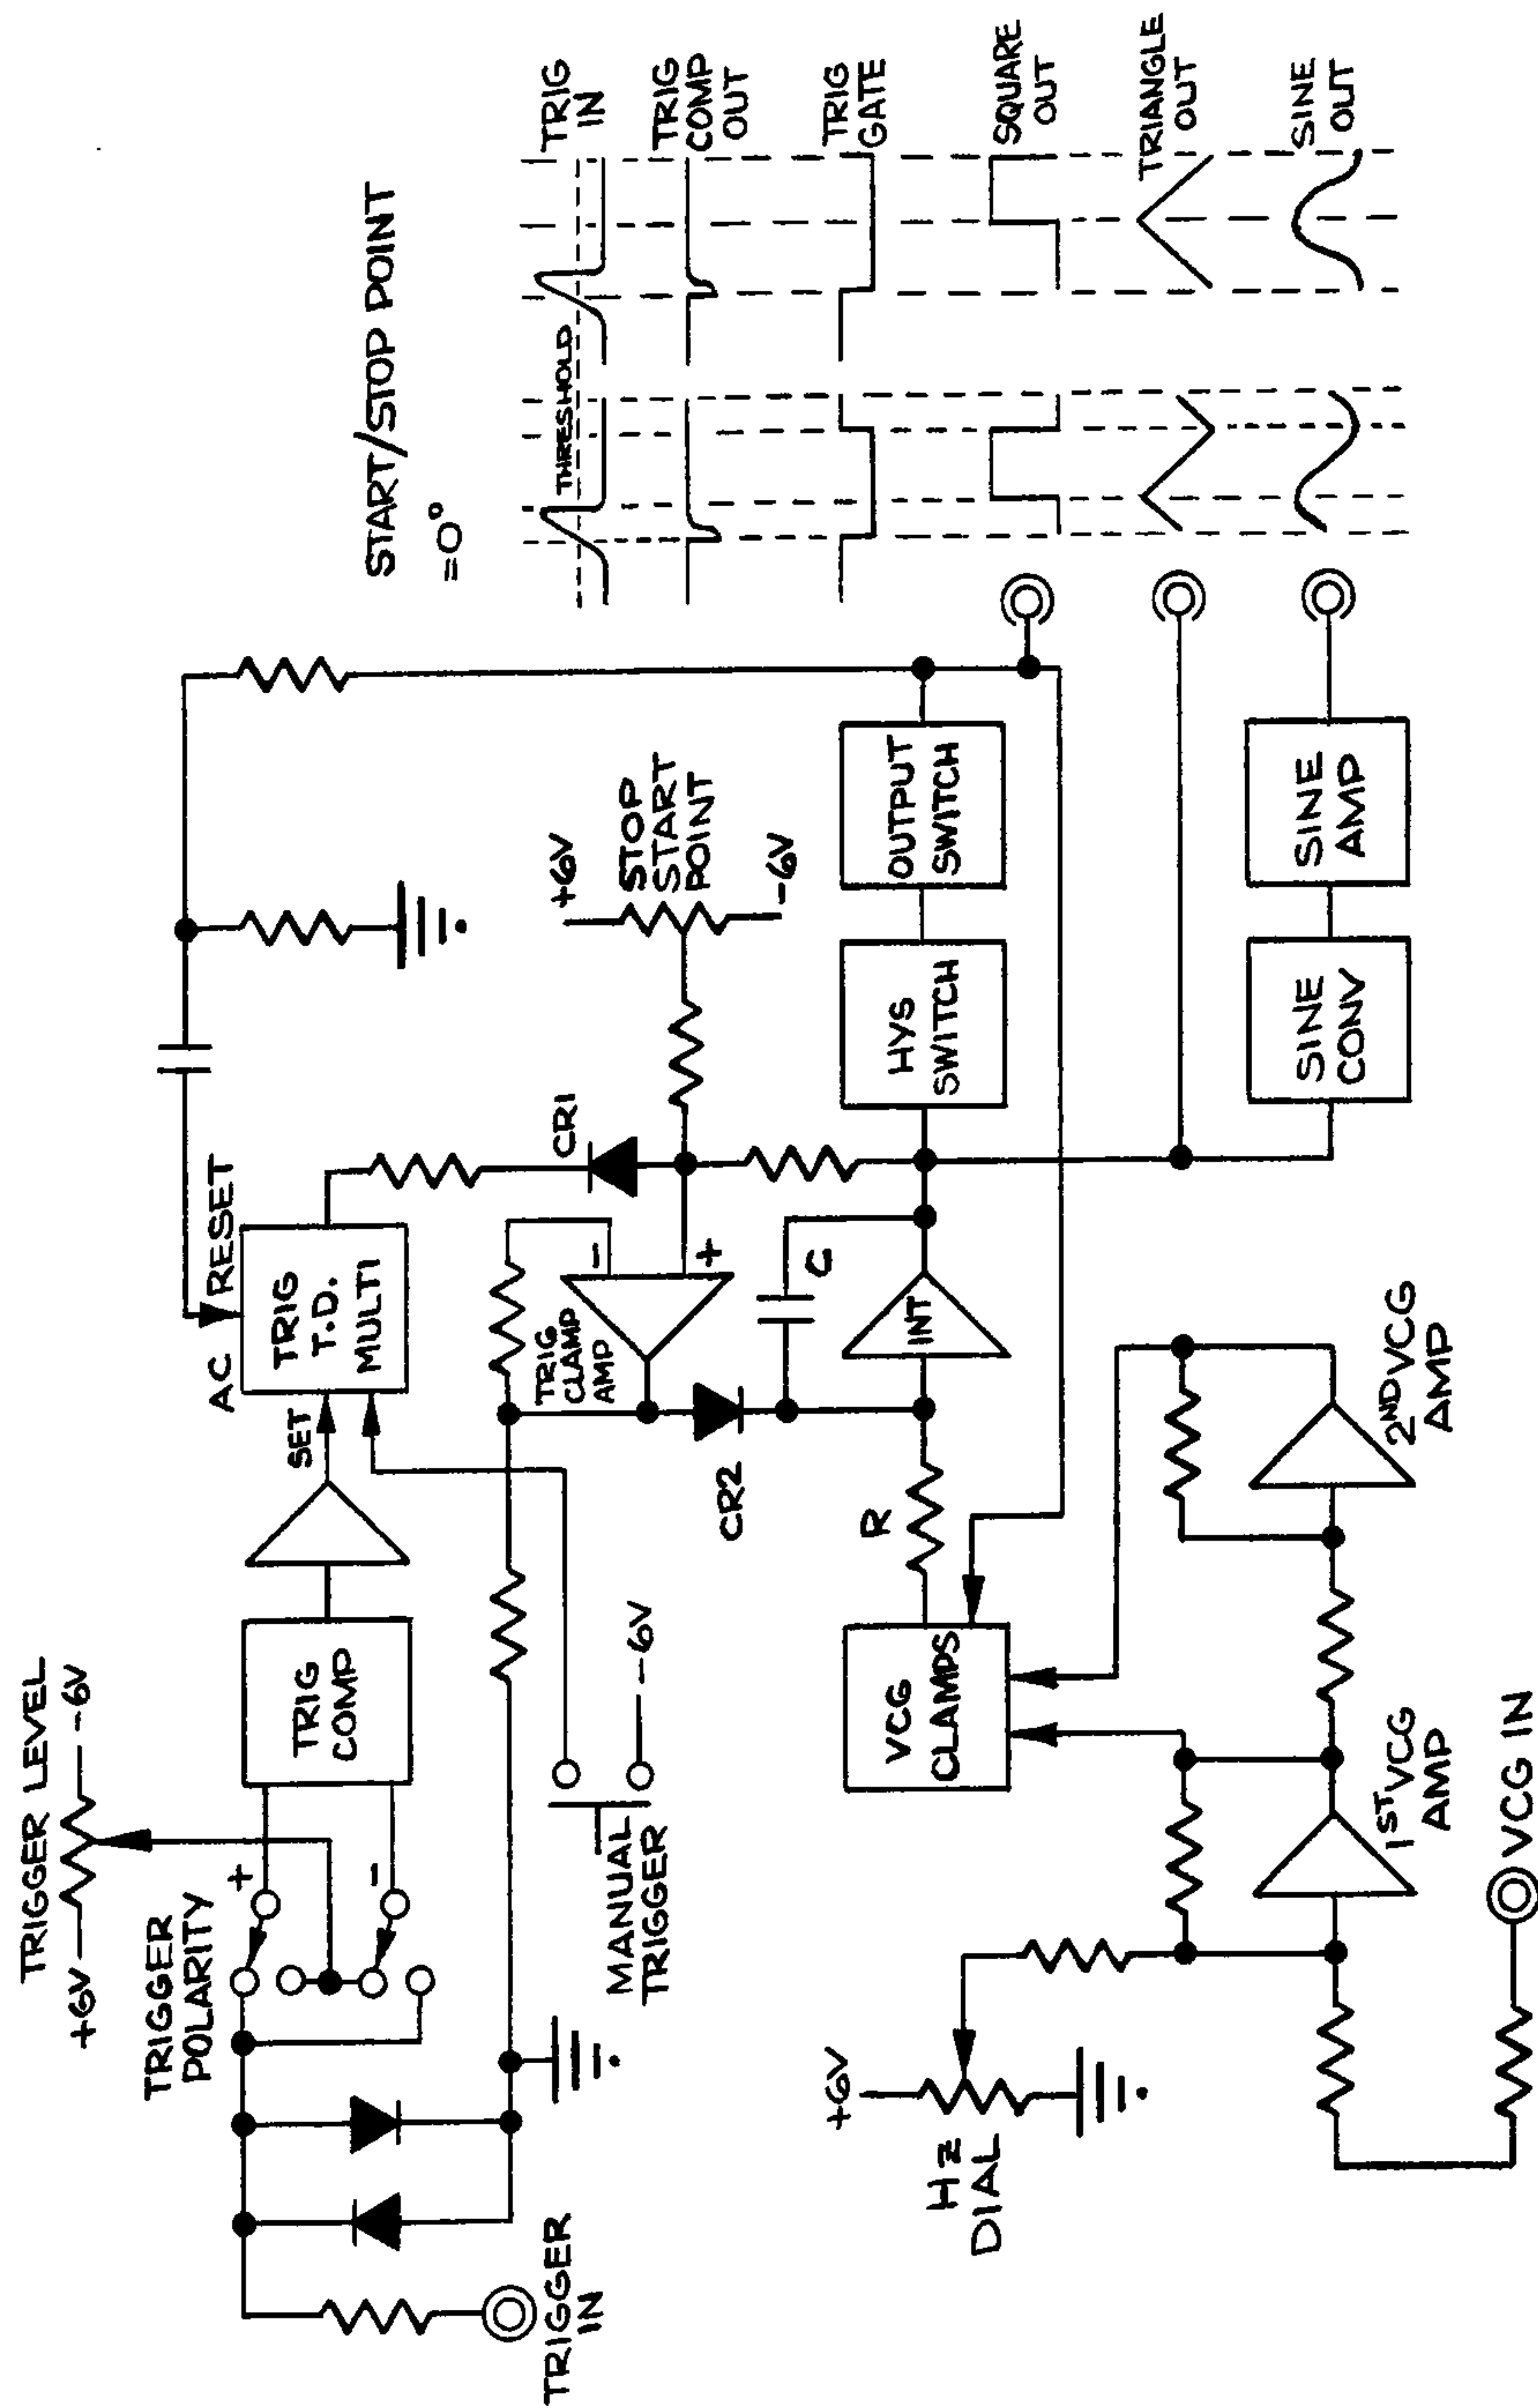 TRIGGER LEVEL
+6V
-6V
TRIGGER
POLARITY
+
-
TRIG
COMP
SET
AC RESET
TRIG
T.D.
MULTI
TRIGGER
IN
MANUAL
TRIGGER
-6V
TRIG
CLAMP
AMP
-
+
CR1
CR2
+6V
STOP
START
POINT
-6V
C
INT
R
HYS
SWITCH
OUTPUT
SWITCH
VCG
CLAMPS
+6V
Hz
DIAL
1ST VCG
AMP
2ND VCG
AMP
VCG IN
SINE
CONV
SINE
AMP
START/STOP POINT
=0°
THRESHOLD
TRIG
IN
TRIG
COMP
OUT
TRIG
GATE
SQUARE
OUT
TRIANGLE
OUT
SINE
OUT